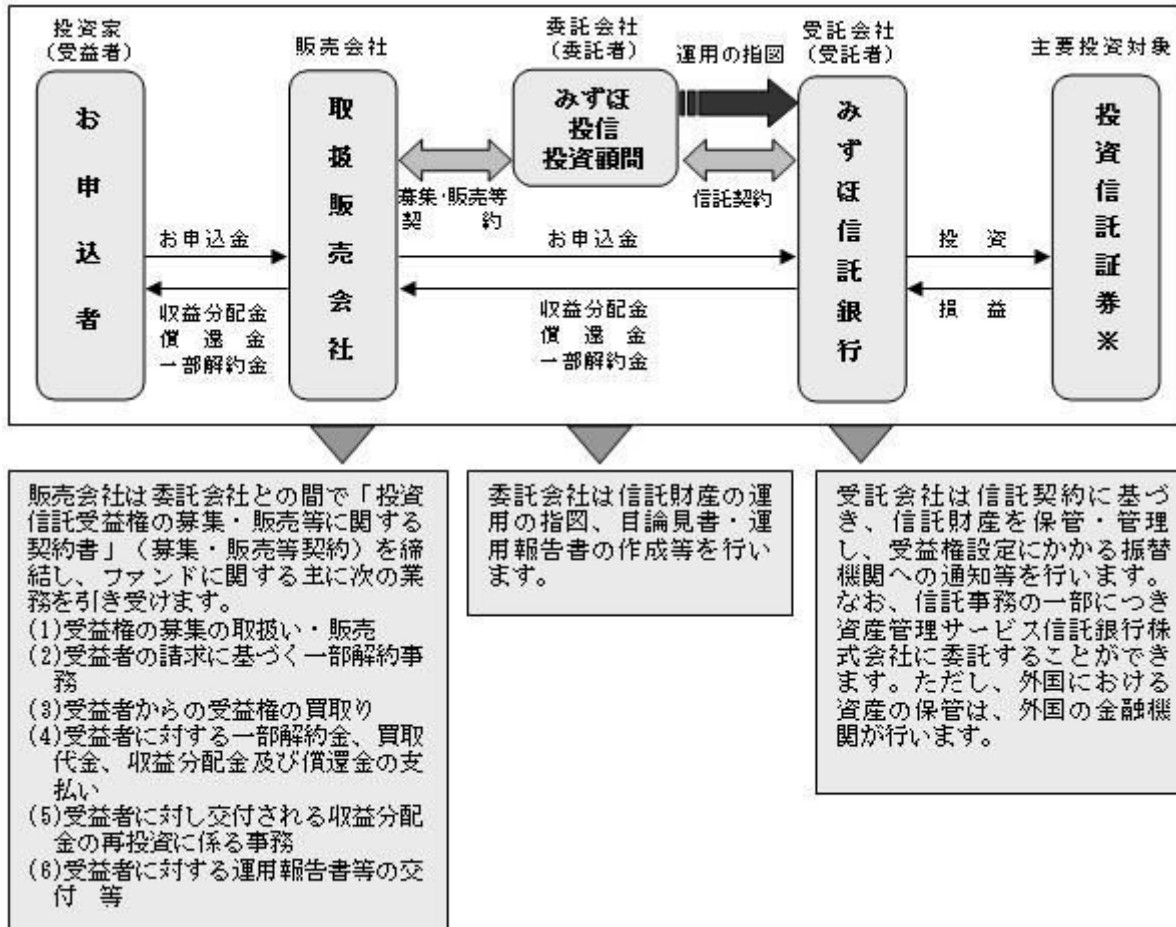 投資家
(受益者)
販売会社
委託会社
(委託者)
受託会社
(受託者)
主要投資対象
お申込者
取扱販売会社
みずほ
投信
投資顧問
運用の指図
みずほ信託銀行
投資信託証券※
募集・販売等
契　約
信託契約
お申込金
お申込金
投　資
収益分配金
償　還　金
一部解約金
収益分配金
償　還　金
一部解約金
損　益
販売会社は委託会社との間で「投資
信託受益権の募集・販売等に関する
契約書」（募集・販売等契約）を締
結し、ファンドに関する主に次の業
務を引き受けます。
(1)受益権の募集の取扱い・販売
(2)受益者の請求に基づく一部解約事
務
(3)受益者からの受益権の買取り
(4)受益者に対する一部解約金、買取
代金、収益分配金及び償還金の支
払い
(5)受益者に対し交付される収益分配
金の再投資に係る事務
(6)受益者に対する運用報告書等の交
付　等
委託会社は信託財産の運
用の指図、目論見書・運
用報告書の作成等を行い
ます。
受託会社は信託契約に基づ
き、信託財産を保管・管理
し、受益権設定にかかる振替
機関への通知等を行います。
なお、信託事務の一部につき
資産管理サービス信託銀行株
式会社に委託することができ
ます。ただし、外国における
資産の保管は、外国の金融機
関が行います。